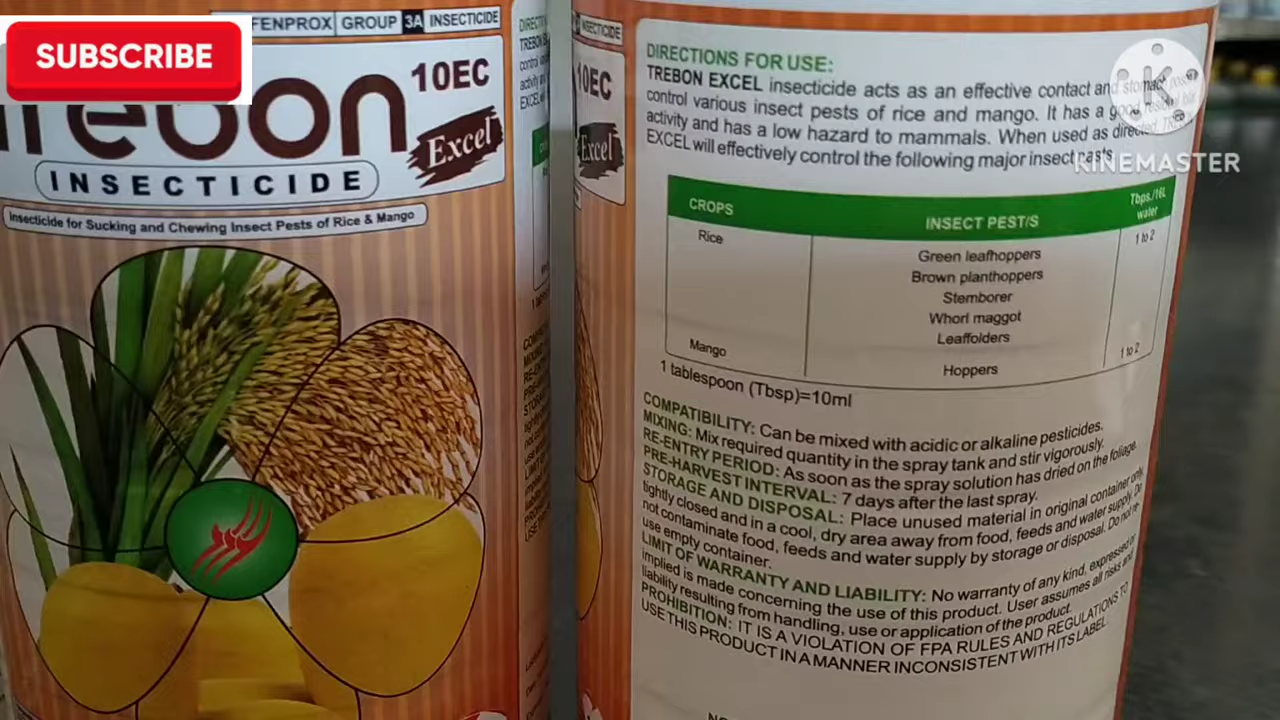 SUBSCRIBE
FENPROX GROUP 3A INSECTICIDE
Trebon 10EC
Excel
INSECTICIDE
Insecticide for Sucking and Chewing Insect Pests of Rice & Mango
INSECTICIDE
10EC
Excel
DIRECTIONS FOR USE:
TREBON EXCEL insecticide acts as an effective contact and stomach
control various insect pests of rice and mango. It has a good residual
activity and has a low hazard to mammals. When used as directed,
EXCEL will effectively control the following major insect pests
KINEMASTER
CROPS INSECT PEST/S Tbps./16L
water
Rice Green leafhoppers 1 to 2
Brown planthoppers
Stemborer
Whorl maggot
Leaffolders
Mango Hoppers 1 to 2
1 tablespoon (Tbsp)=10ml
COMPATIBILITY: Can be mixed with acidic or alkaline pesticides.
MIXING: Mix required quantity in the spray tank and stir vigorously.
RE-ENTRY PERIOD: As soon as the spray solution has dried on the foliage.
PRE-HARVEST INTERVAL: 7 days after the last spray.
STORAGE AND DISPOSAL: Place unused material in original container only,
tightly closed and in a cool, dry area away from food, feeds and water supply. Do
not contaminate food, feeds and water supply by storage or disposal. Do not re-
use empty container.
LIMIT OF WARRANTY AND LIABILITY: No warranty of any kind, expressed or
implied is made concerning the use of this product. User assumes all risks and
liability resulting from handling, use or application of the product.
PROHIBITION: IT IS A VIOLATION OF FPA RULES AND REGULATIONS TO
USE THIS PRODUCT IN A MANNER INCONSISTENT WITH ITS LABEL.